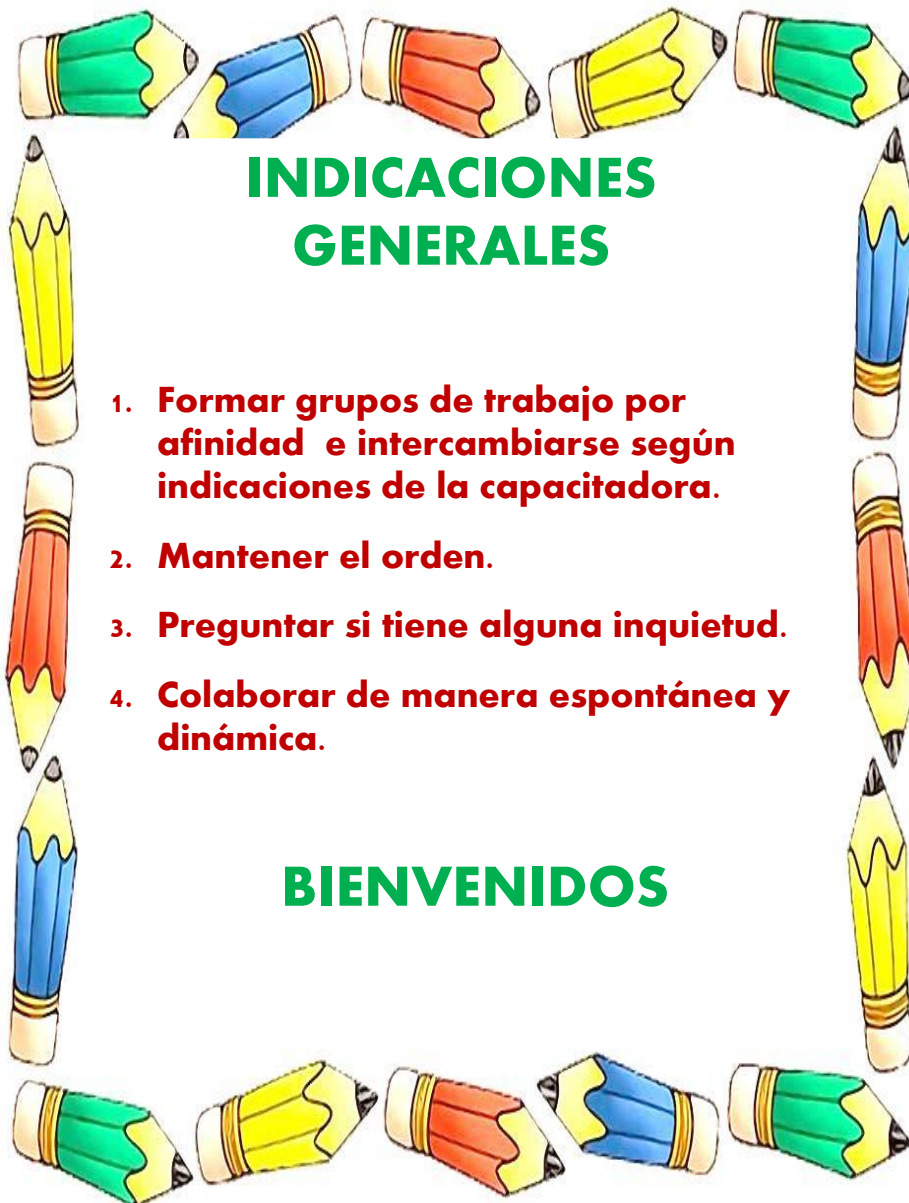 INDICACIONES
GENERALES
1. Formar grupos de trabajo por
afinidad  e intercambiarse según
indicaciones de la capacitadora.
2. Mantener el orden.
3. Preguntar si tiene alguna inquietud.
4. Colaborar de manera espontánea y
dinámica.
BIENVENIDOS